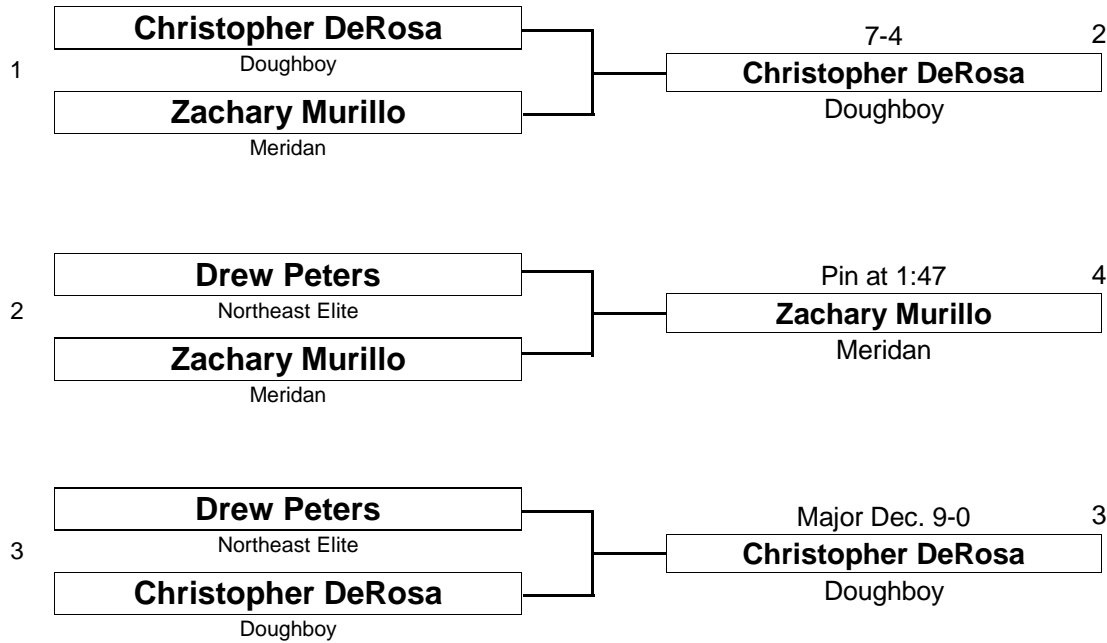 Christopher DeRosa
Doughboy
1
Zachary Murillo
Meridan
7-4
2
Christopher DeRosa
Doughboy
Drew Peters
Northeast Elite
2
Zachary Murillo
Meridan
Pin at 1:47
4
Zachary Murillo
Meridan
Drew Peters
Northeast Elite
3
Christopher DeRosa
Doughboy
Major Dec. 9-0
3
Christopher DeRosa
Doughboy